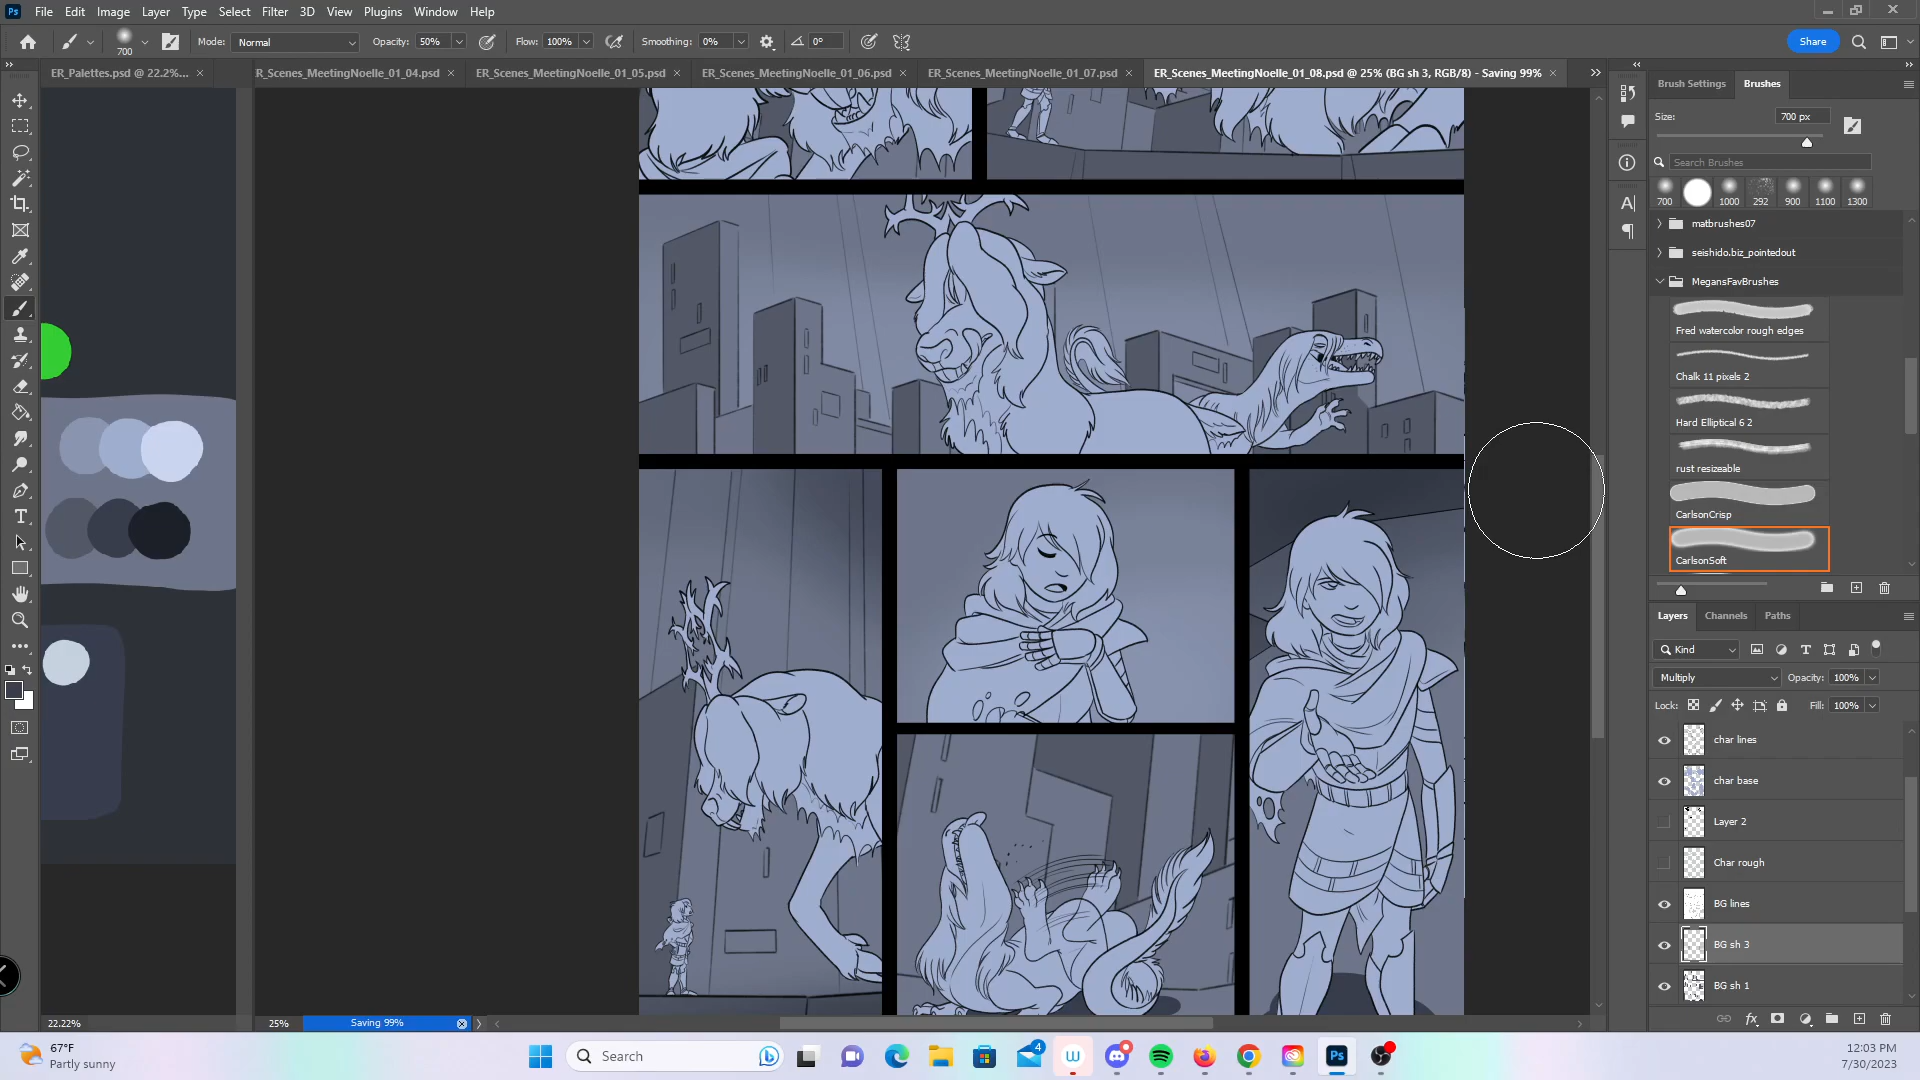 Ps File Edit Image Layer Type Select Filter 3D View Plugins Window Help
700 Mode: Normal Opacity: 50% Flow: 100% Smoothing: 0% 0° Share
ER_Palettes.psd @ 22.2%... × ER_Scenes_MeetingNoelle_01_04.psd × ER_Scenes_MeetingNoelle_01_05.psd × ER_Scenes_MeetingNoelle_01_06.psd × ER_Scenes_MeetingNoelle_01_07.psd × ER_Scenes_MeetingNoelle_01_08.psd @ 25% (BG sh 3, RGB/8) - Saving 99% ×
Brush Settings Brushes
Size: 700 px
Search Brushes
700 1000 292 900 1100 1300
matbrushes07
seishido.biz_pointedout
MegansFavBrushes
Fred watercolor rough edges
Chalk 11 pixels 2
Hard Elliptical 6 2
rust resizeable
CarlsonCrisp
CarlsonSoft
Layers Channels Paths
Kind
Multiply Opacity: 100%
Lock: Fill: 100%
char lines
char base
Layer 2
Char rough
BG lines
BG sh 3
BG sh 1
fx
22.22% 25% Saving 99%
67°F
Partly sunny
Search
4
Ps
12:03 PM
7/30/2023